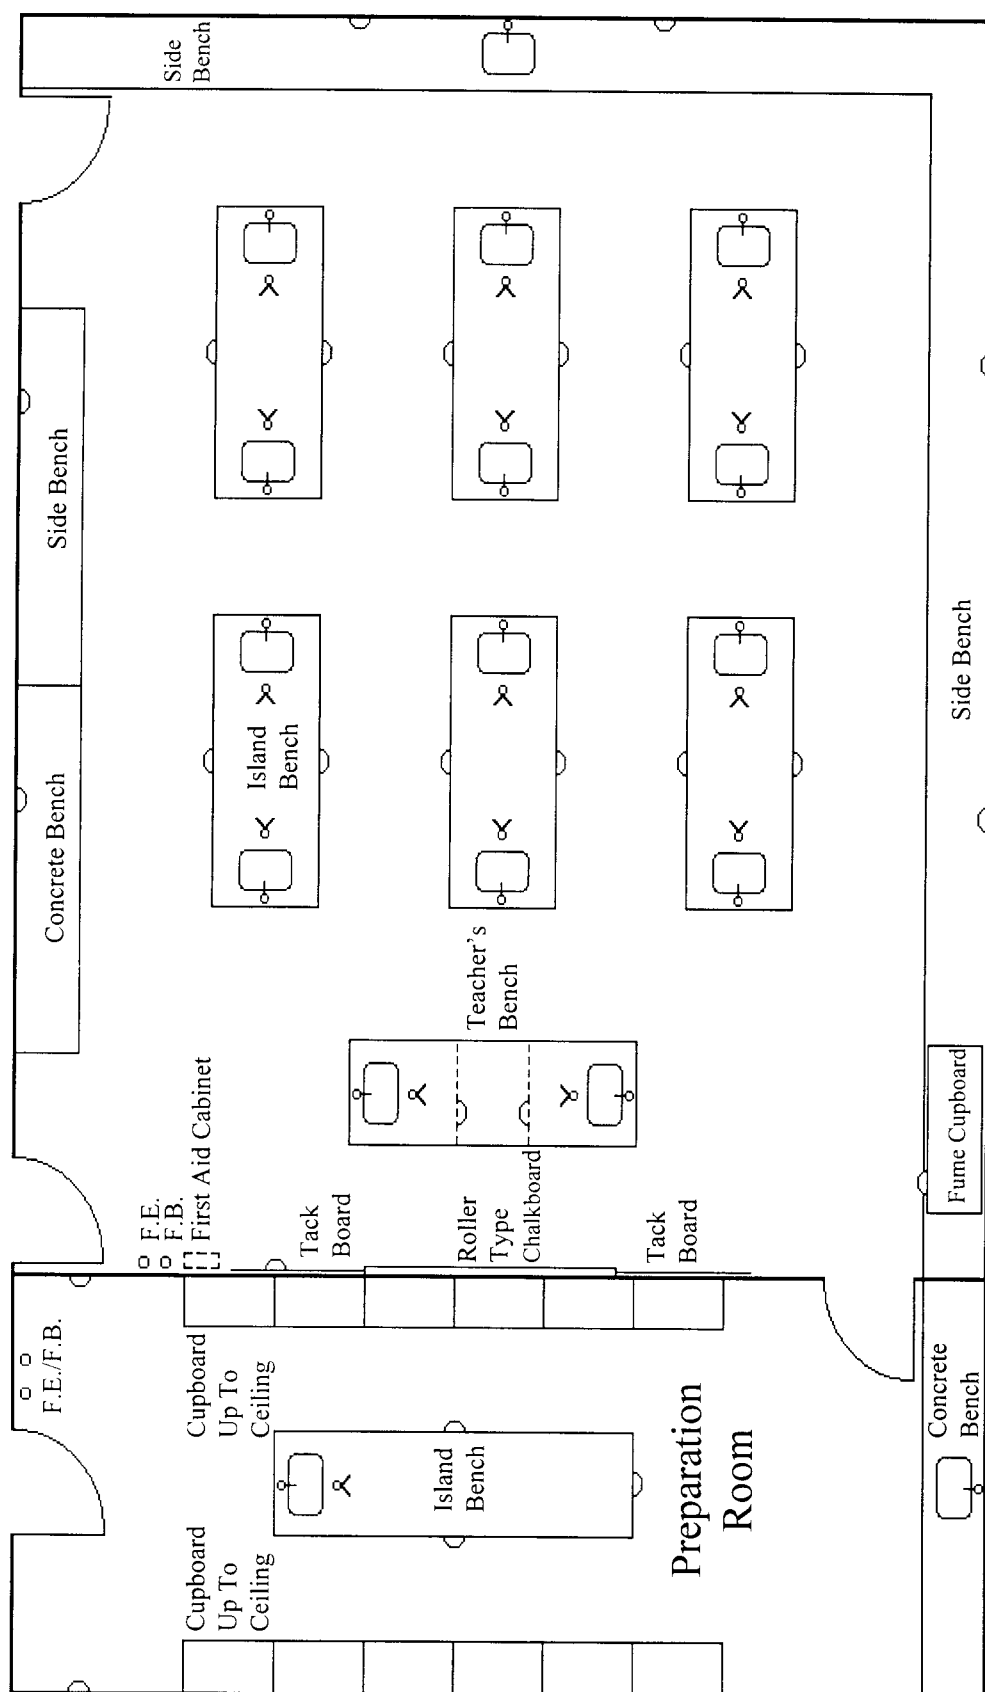 Side
Bench
Side Bench
Concrete Bench
Island
Bench
Side Bench
Teacher's
Bench
F.E.
F.B.
First Aid Cabinet
Tack
Board
Roller
Type
Chalkboard
Tack
Board
Fume Cupboard
F.E./F.B.
Cupboard
Up To
Ceiling
Island
Bench
Cupboard
Up To
Ceiling
Preparation
Room
Concrete
Bench